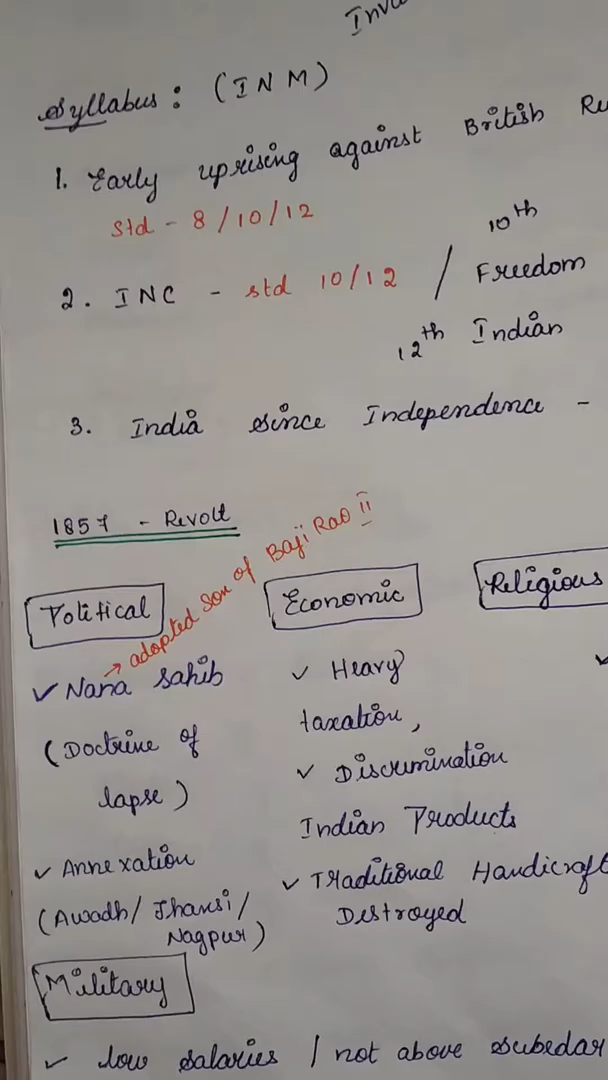 Syllabus : (INM)
1. Early uprising against British
Std - 8/10/12
10th
2. INC - std 10/12 / Freedom
12th Indian
3. India since Independence -
1857 - Revolt
adopted son of Baji Rao II
Political
Economic
Religious
✓ Nana Sahib
(Doctrine of
lapse)
✓ Annexation
(Awadh/ Jhansi/
Nagpur)
✓ Heavy
taxation,
✓ Discrimination
Indian Products
✓ Traditional Handicraft
Destroyed
Military
✓ low salaries / not above subedar